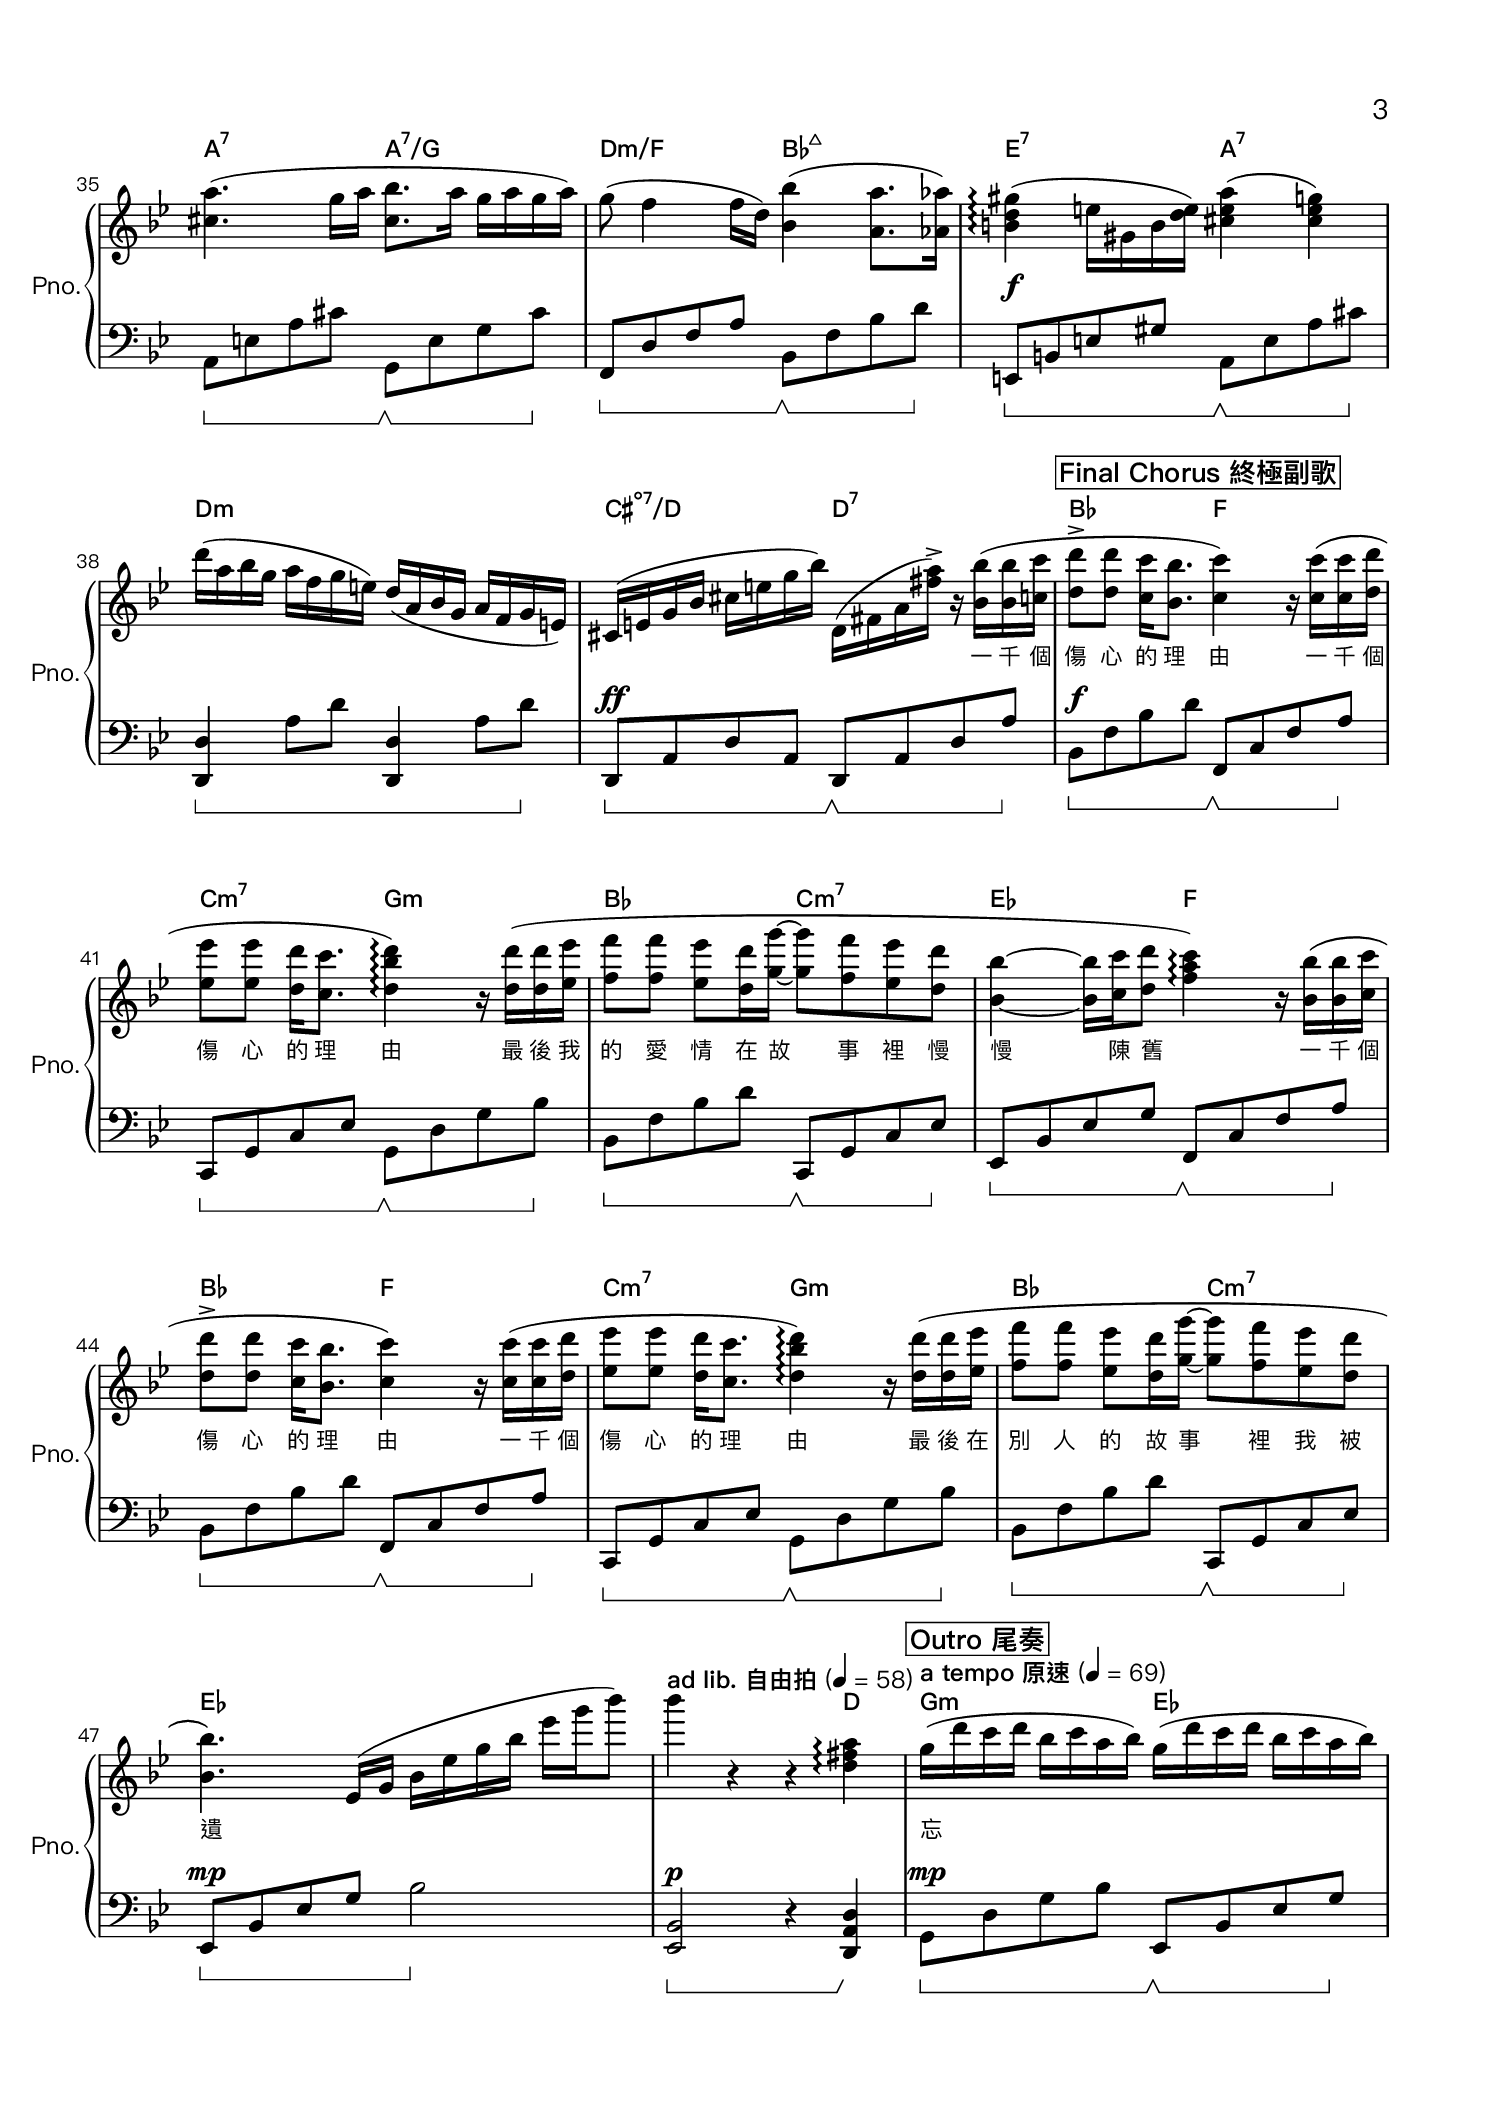 3
A7 A7/G Dm/F B♭△ E7 A7
35
Pno.
f
Final Chorus 終極副歌
Dm C♯°7/D D7 B♭ F
38
一 千 個 傷 心 的 理 由 一 千 個
Pno.
ff f
Cm7 Gm B♭ Cm7 E♭ F
41
傷 心 的 理 由 最 後 我 的 愛 情 在 故 事 裡 慢 慢 陳 舊 一 千 個
Pno.
B♭ F Cm7 Gm B♭ Cm7
44
傷 心 的 理 由 一 千 個 傷 心 的 理 由 最 後 在 別 人 的 故 事 裡 我 被
Pno.
Outro 尾奏
ad lib. 自由拍 (♩ = 58) a tempo 原速 (♩ = 69)
E♭ D Gm E♭
47
遺 忘
Pno.
mp p mp